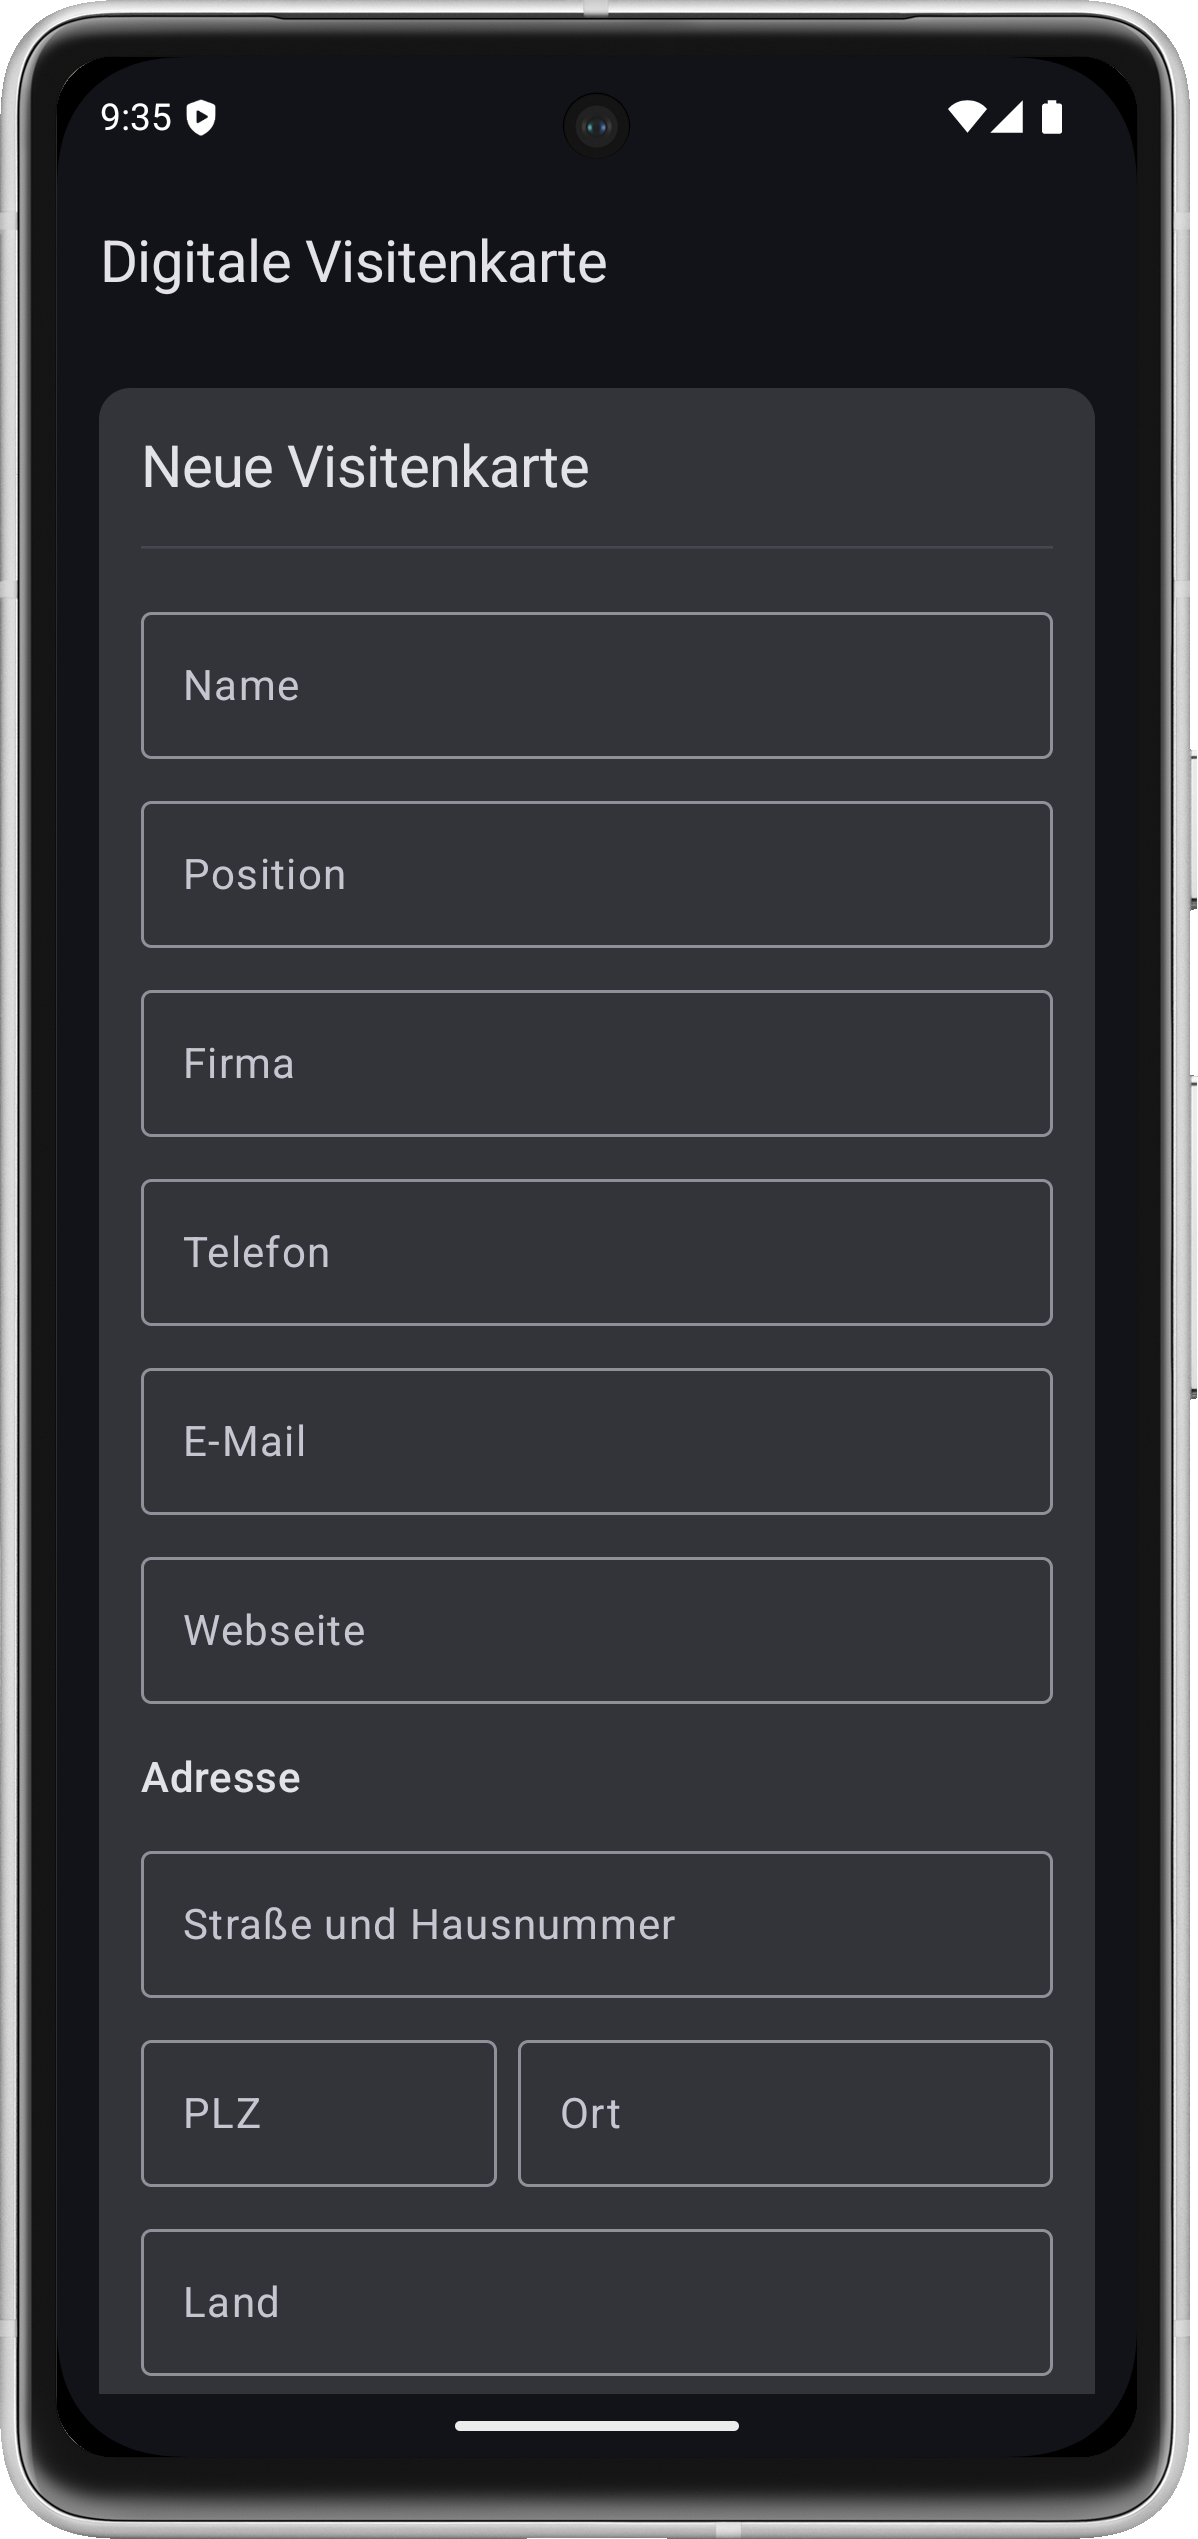 9:35
Digitale Visitenkarte
Neue Visitenkarte
Name
Position
Firma
Telefon
E-Mail
Webseite
Adresse
Straße und Hausnummer
PLZ
Ort
Land